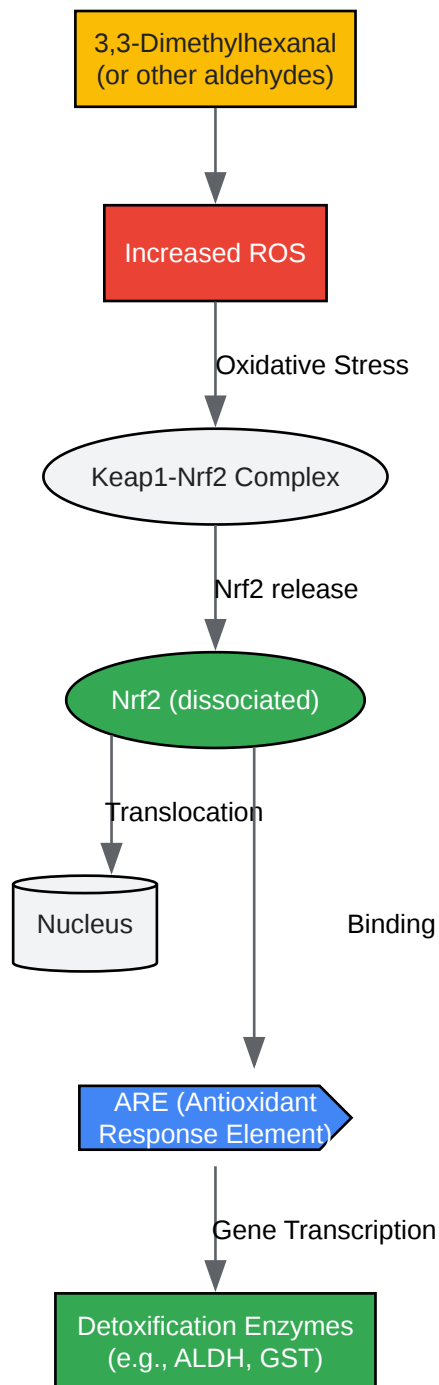 3,3-Dimethylhexanal
(or other aldehydes)
Increased ROS
Oxidative Stress
Keap1-Nrf2 Complex
Nrf2 release
Nrf2 (dissociated)
Translocation
Nucleus
Binding
ARE (Antioxidant
Response Element)
Gene Transcription
Detoxification Enzymes
(e.g., ALDH, GST)